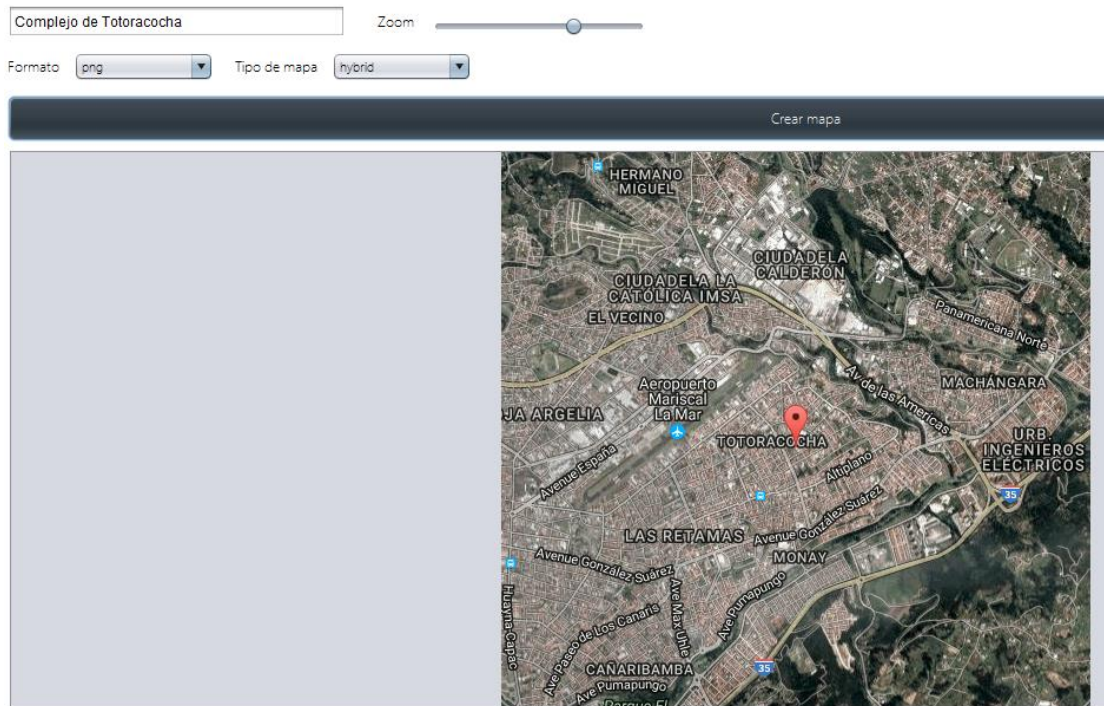 Complejo de Totoracocha
Zoom
Formato
png
Tipo de mapa
hybrid
Crear mapa
HERMANO
MIGUEL
CIUDADELA
CALDERÓN
CIUDADELA LA
CATÓLICA IMSA
EL VECINO
Panamericana Norte
Aeropuerto
Mariscal
La Mar
Av de las Americas
MACHÁNGARA
JA ARGELIA
TOTORACOCHA
URB.
INGENIEROS
ELÉCTRICOS
Avenue España
Altiplano
35
LAS RETAMAS
Avenue González Suárez
MONAY
Avenue González Suárez
Huayna-Capac
Ave Paseo de Los Canaris
Ave Max Uhle
Ave Pumapungo
CAÑARIBAMBA
35
Ave Pumapungo
Parque El